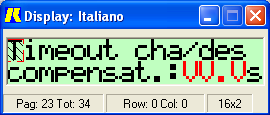 Display: Italiano
Timeout cha/des
compensat.:VV.Vs
Pag: 23 Tot: 34 Row: 0 Col: 0 16x2